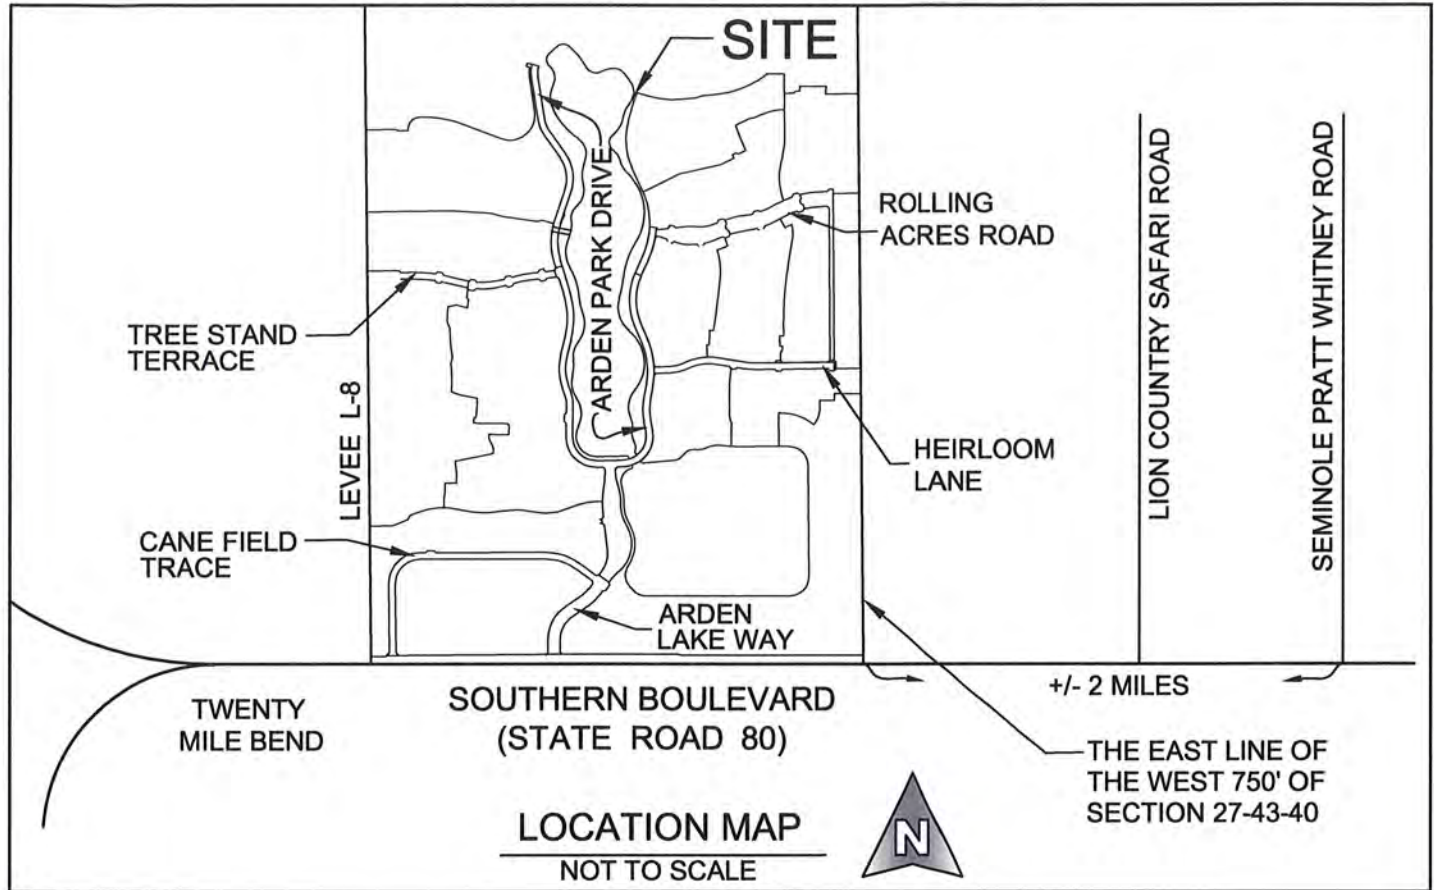 SITE
ARDEN PARK DRIVE
ROLLING
ACRES ROAD
LION COUNTRY SAFARI ROAD
SEMINOLE PRATT WHITNEY ROAD
TREE STAND
TERRACE
LEVEE L-8
HEIRLOOM
LANE
CANE FIELD
TRACE
ARDEN
LAKE WAY
TWENTY
MILE BEND
SOUTHERN BOULEVARD
(STATE ROAD 80)
+/- 2 MILES
THE EAST LINE OF
THE WEST 750' OF
SECTION 27-43-40
LOCATION MAP
NOT TO SCALE
N